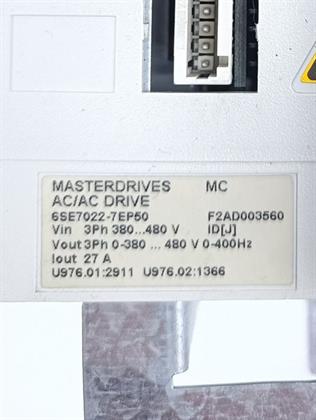 MASTERDRIVES MC
AC/AC DRIVE
6SE7022-7EP50 F2AD003560
Vin 3Ph 380...480 V ID[J]
Vout 3Ph 0-380 ... 480 V 0-400Hz
Iout 27 A
U976.01:2911 U976.02:1366